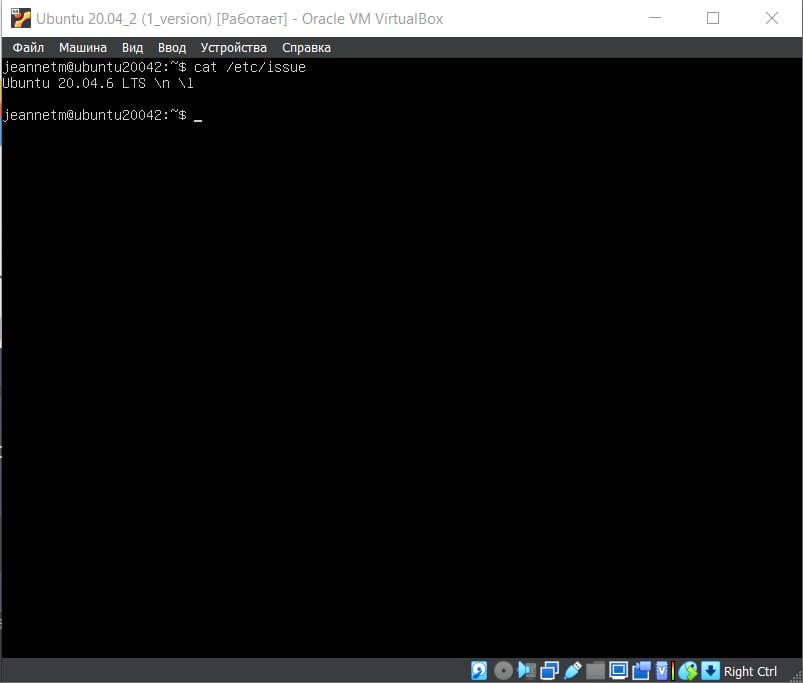 Ubuntu 20.04_2 (1_version) [Работает] - Oracle VM VirtualBox
Файл Машина Вид Ввод Устройства Справка
jeannetm@ubuntu20042:~$ cat /etc/issue
Ubuntu 20.04.6 LTS \n \l
jeannetm@ubuntu20042:~$ _
Right Ctrl